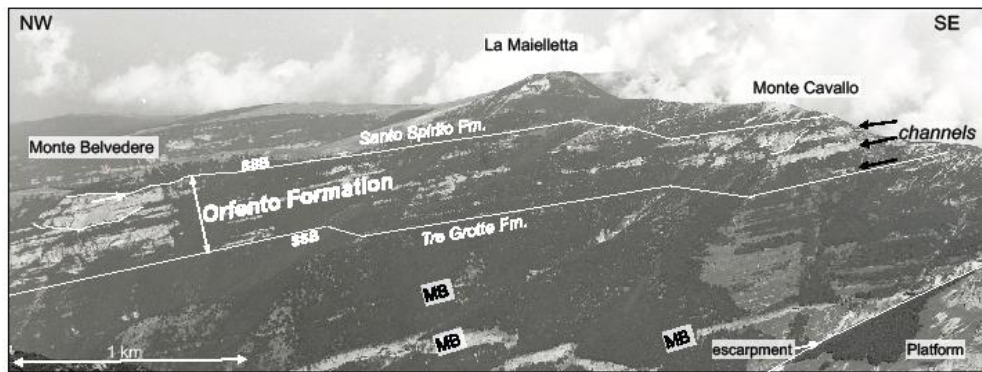 NW
SE
La Maielletta
Monte Cavallo
channels
Santo Spirito Fm.
Monte Belvedere
SSB
Orfento Formation
SSB
Tre Grotte Fm.
MB
MB
MB
1 km
escarpment
Platform